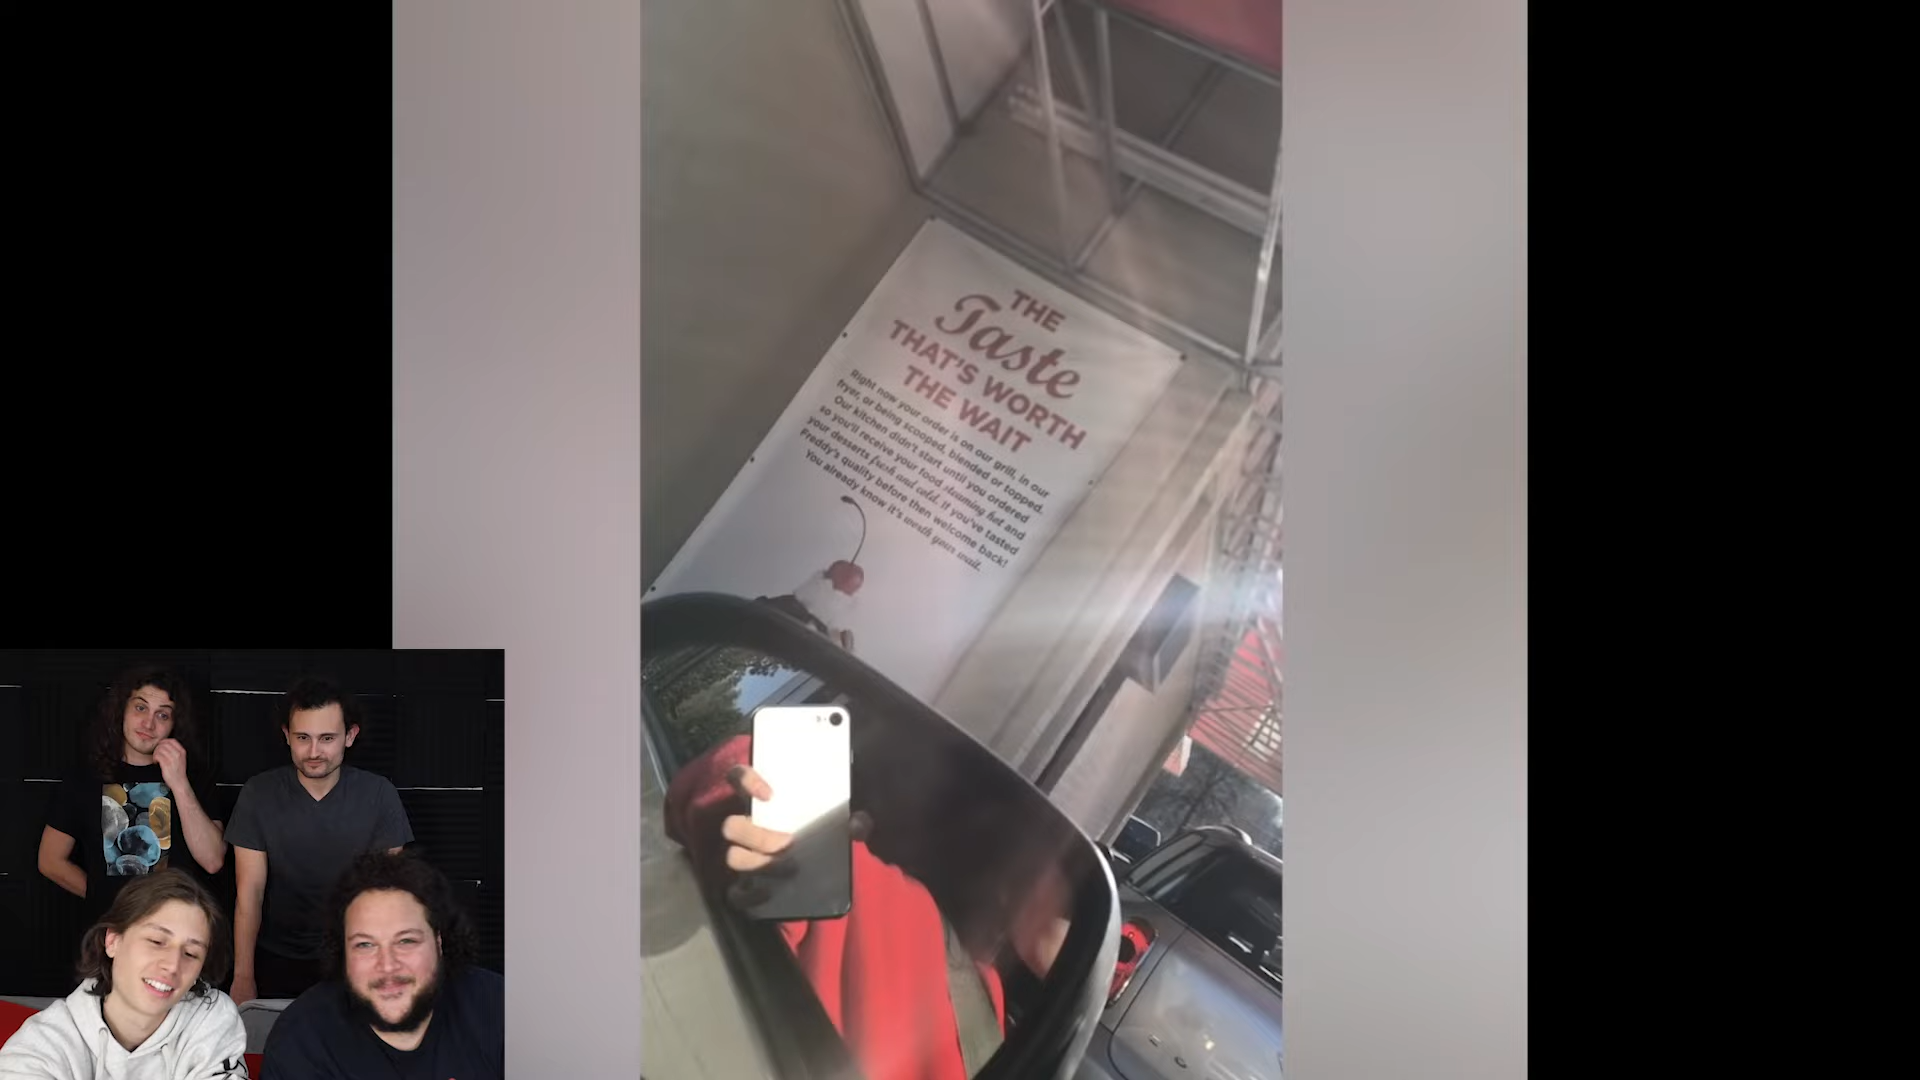 THE
Taste
THAT'S WORTH
THE WAIT
Right now your order is on our grill, in our
fryer, or being scooped, blended or topped.
Our kitchen didn't start until you ordered
so you'll receive your food steaming hot and
your desserts fresh and cold. If you've tasted
Freddy's quality before then welcome back!
You already know it's worth your wait.